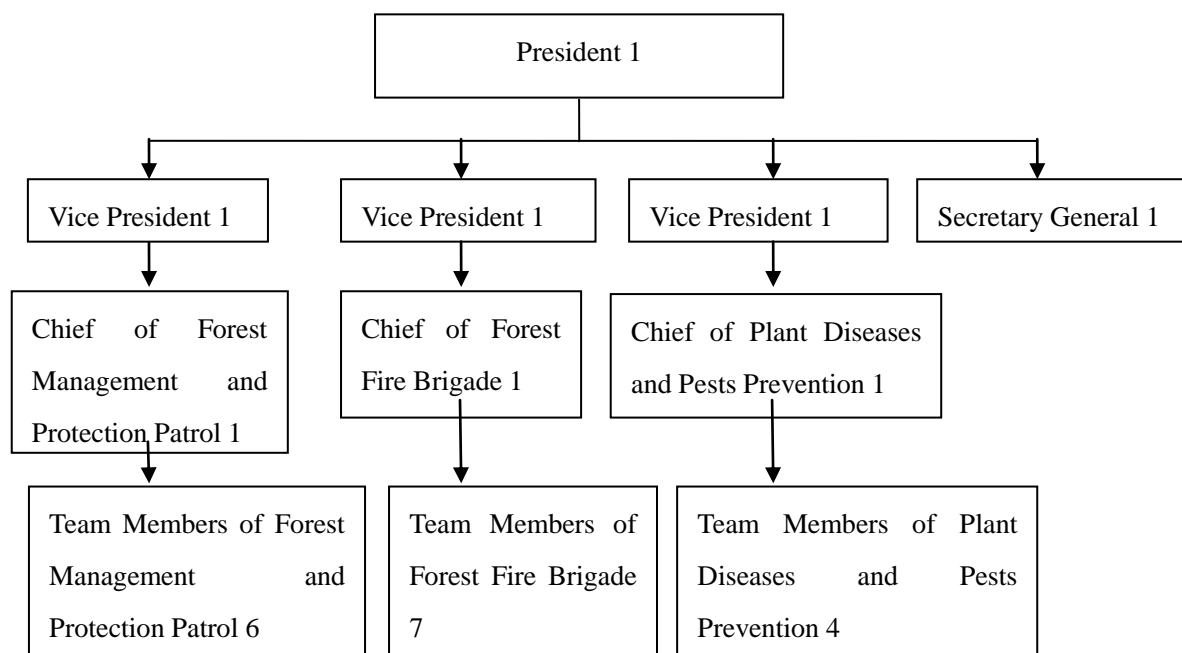 President 1
Vice President 1
Vice President 1
Vice President 1
Secretary General 1
Chief of Forest
Management and
Protection Patrol 1
Chief of Forest
Fire Brigade 1
Chief of Plant Diseases
and Pests Prevention 1
Team Members of Forest
Management and
Protection Patrol 6
Team Members of
Forest Fire Brigade
7
Team Members of Plant
Diseases and Pests
Prevention 4